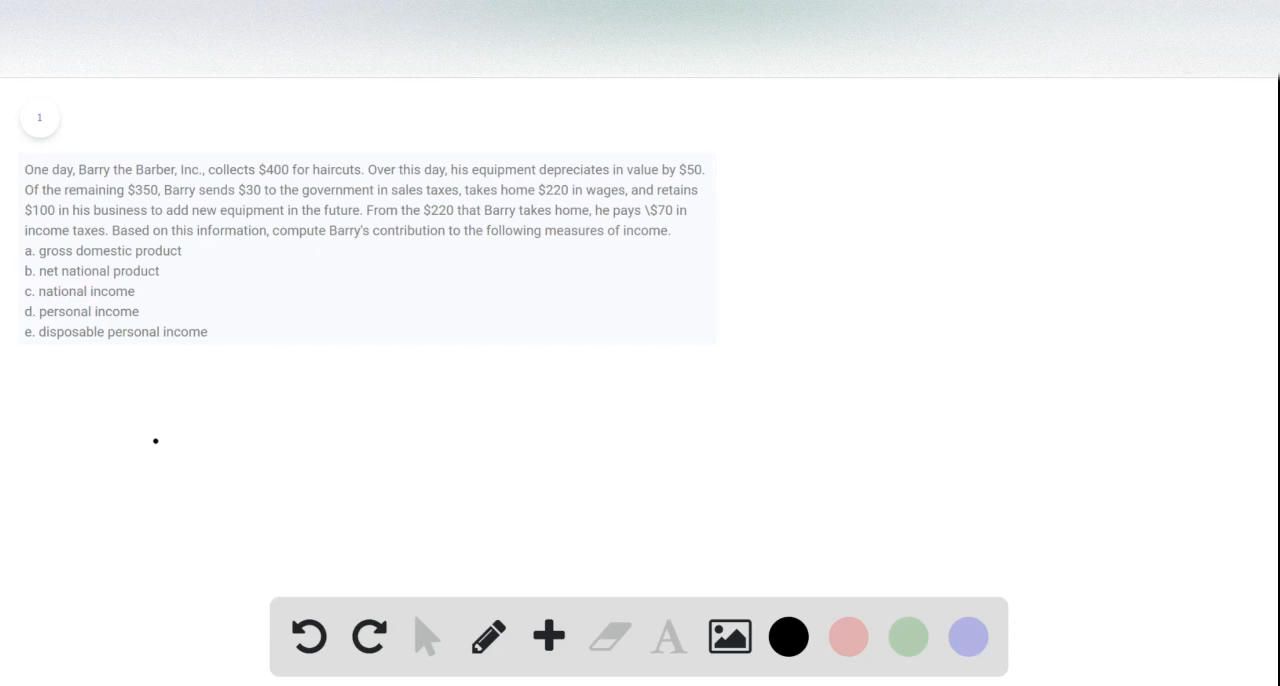 1
One day, Barry the Barber, Inc., collects $400 for haircuts. Over this day, his equipment depreciates in value by $50.
Of the remaining $350, Barry sends $30 to the government in sales taxes, takes home $220 in wages, and retains
$100 in his business to add new equipment in the future. From the $220 that Barry takes home, he pays \$70 in
income taxes. Based on this information, compute Barry's contribution to the following measures of income.
a. gross domestic product
b. net national product
c. national income
d. personal income
e. disposable personal income
A